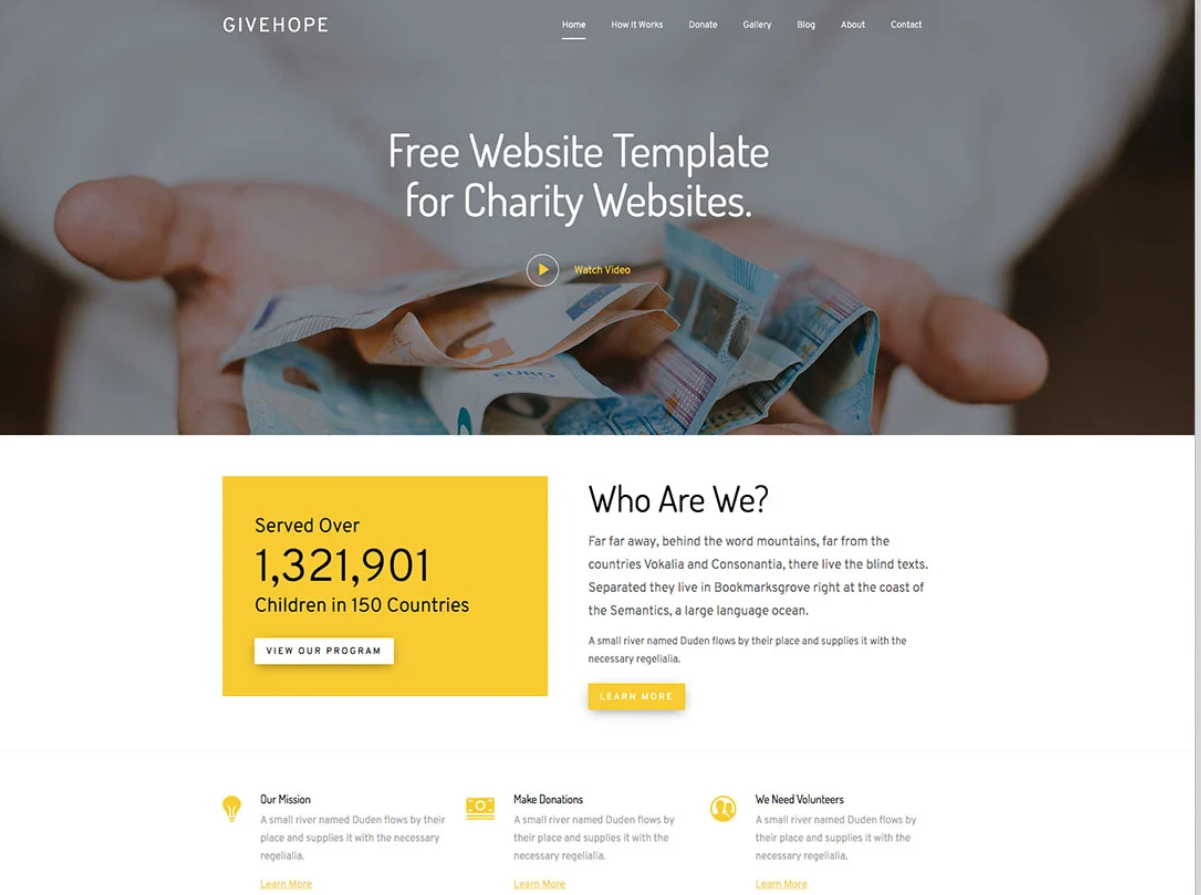 GIVEHOPE
Home How It Works Donate Gallery Blog About Contact
Free Website Template
for Charity Websites.
Watch Video
EURO
Served Over
1,321,901
Children in 150 Countries
VIEW OUR PROGRAM
Who Are We?
Far far away, behind the word mountains, far from the
countries Vokalia and Consonantia, there live the blind texts.
Separated they live in Bookmarksgrove right at the coast of
the Semantics, a large language ocean.
A small river named Duden flows by their place and supplies it with the
necessary regelialia.
LEARN MORE
Our Mission
A small river named Duden flows by their
place and supplies it with the necessary
regelialia.
Learn More
Make Donations
A small river named Duden flows by
their place and supplies it with the
necessary regelialia.
Learn More
We Need Volunteers
A small river named Duden flows by
their place and supplies it with the
necessary regelialia.
Learn More